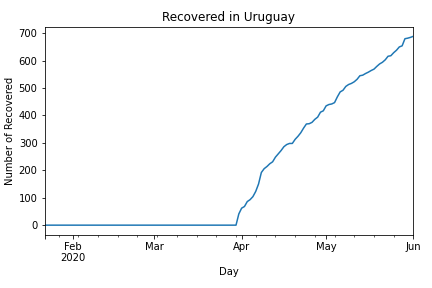 Recovered in Uruguay
Number of Recovered
700
600
500
400
300
200
100
0
Feb
2020
Mar
Apr
May
Jun
Day